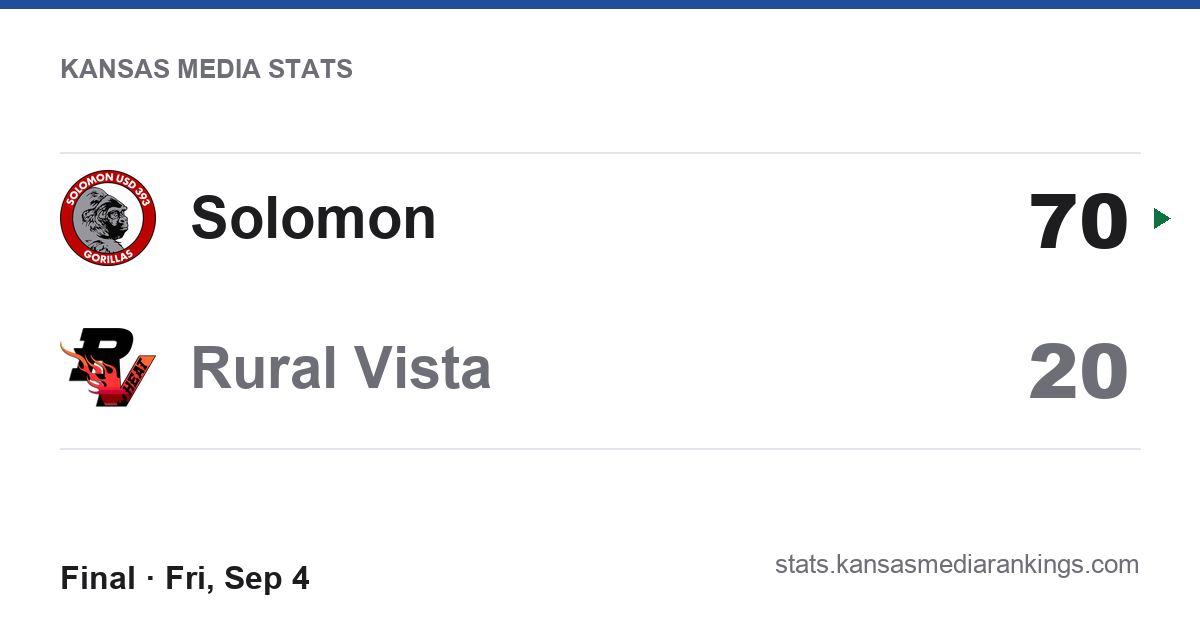 KANSAS MEDIA STATS
SOLOMON USD 393
GORILLAS
Solomon
70
RV
HEAT
Rural Vista
20
Final · Fri, Sep 4
stats.kansasmediarankings.com